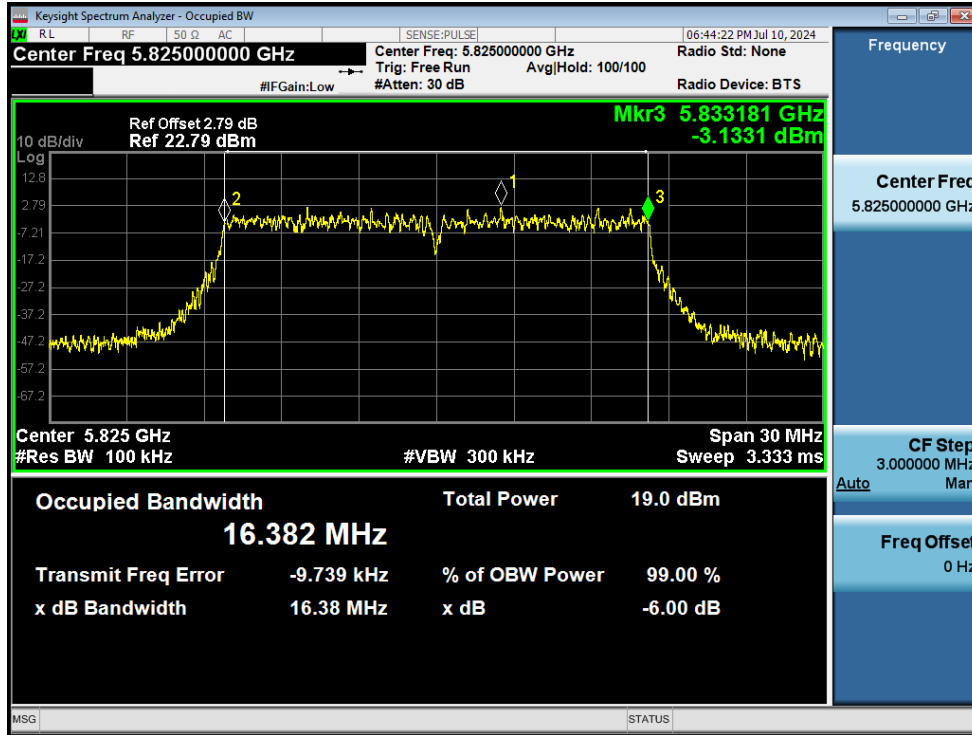 Keysight Spectrum Analyzer - Occupied BW
LXI RL RF 50 Ω AC SENSE:PULSE 06:44:22 PM Jul 10, 2024
Center Freq 5.825000000 GHz
Center Freq: 5.825000000 GHz Radio Std: None
Trig: Free Run Avg|Hold: 100/100
#IFGain:Low #Atten: 30 dB Radio Device: BTS
Frequency
Mkr3 5.833181 GHz
-3.1331 dBm
Ref Offset 2.79 dB
10 dB/div Ref 22.79 dBm
Log
12.8
2.79
-7.21
-17.2
-27.2
-37.2
-47.2
-57.2
-67.2
2
1
3
Center 5.825 GHz Span 30 MHz
#Res BW 100 kHz #VBW 300 kHz Sweep 3.333 ms
Center Freq
5.825000000 GHz
CF Step
3.000000 MHz
Auto Man
Freq Offset
0 Hz
Occupied Bandwidth Total Power 19.0 dBm
16.382 MHz
Transmit Freq Error -9.739 kHz % of OBW Power 99.00 %
x dB Bandwidth 16.38 MHz x dB -6.00 dB
MSG STATUS